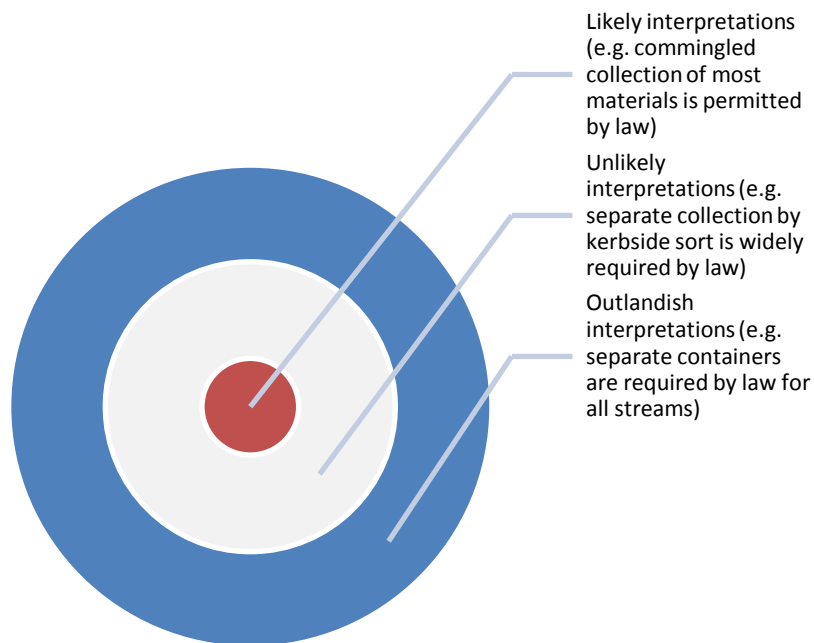 Likely interpretations
(e.g. commingled
collection of most
materials is permitted
by law)
Unlikely
interpretations (e.g.
separate collection by
kerbside sort is widely
required by law)
Outlandish
interpretations (e.g.
separate containers
are required by law for
all streams)